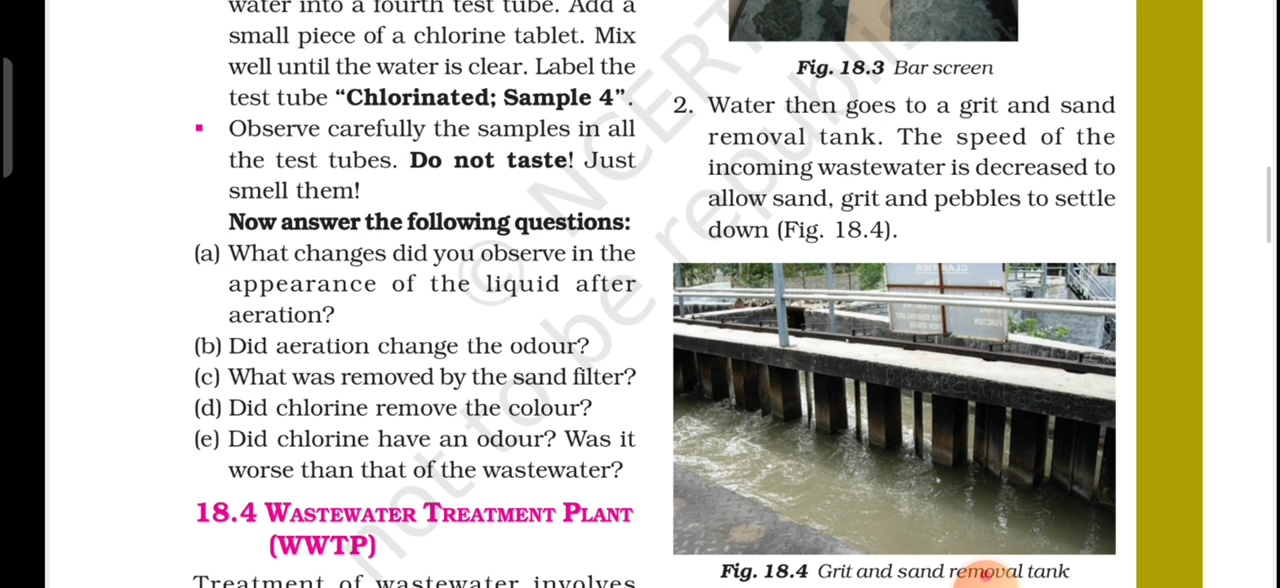 water into a fourth test tube. Add a
small piece of a chlorine tablet. Mix
well until the water is clear. Label the
test tube “Chlorinated; Sample 4”.
▪ Observe carefully the samples in all
the test tubes. Do not taste! Just
smell them!
Now answer the following questions:
(a) What changes did you observe in the
appearance of the liquid after
aeration?
(b) Did aeration change the odour?
(c) What was removed by the sand filter?
(d) Did chlorine remove the colour?
(e) Did chlorine have an odour? Was it
worse than that of the wastewater?
18.4 WASTEWATER TREATMENT PLANT
(WWTP)
Treatment of wastewater involves
Fig. 18.3 Bar screen
2. Water then goes to a grit and sand
removal tank. The speed of the
incoming wastewater is decreased to
allow sand, grit and pebbles to settle
down (Fig. 18.4).
Fig. 18.4 Grit and sand removal tank
© NCERT
not to be republis